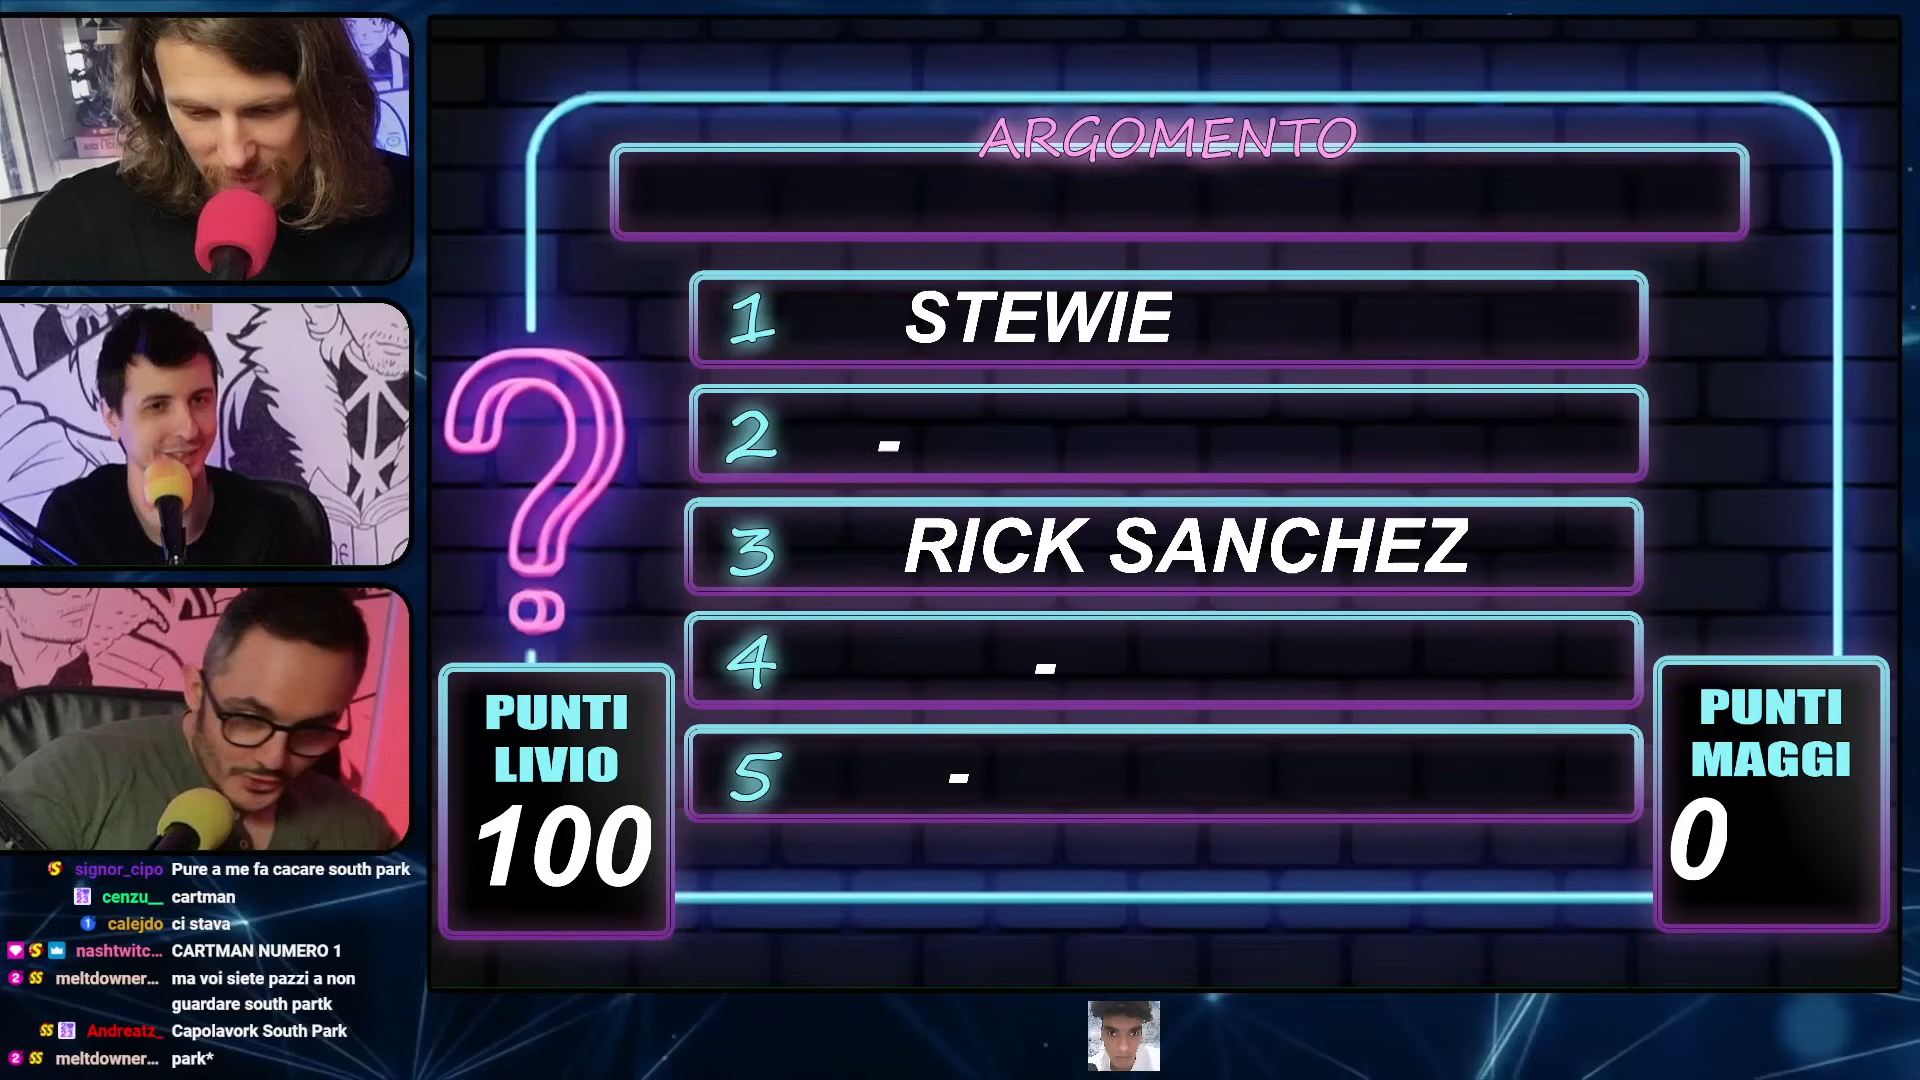 ARGOMENTO
1 STEWIE
2 -
3 RICK SANCHEZ
4 -
5 -
PUNTI
LIVIO
100
PUNTI
MAGGI
0
signor_cipo Pure a me fa cacare south park
cenzu__ cartman
calejdo ci stava
nashtwitc... CARTMAN NUMERO 1
meltdowner... ma voi siete pazzi a non
guardare south partk
Andreatz_ Capolavork South Park
meltdowner... park*